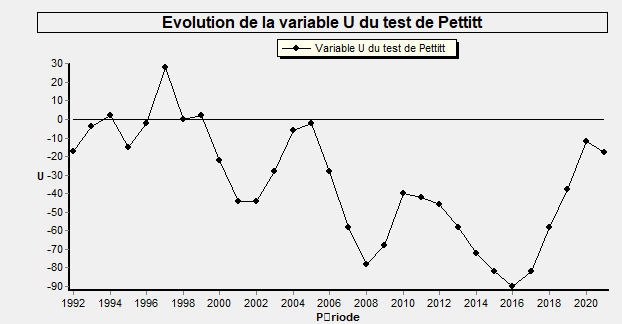 Evolution de la variable U du test de Pettitt
Variable U du test de Pettitt
30
20
10
0
-10
-20
-30
U
-40
-50
-60
-70
-80
-90
1992 1994 1996 1998 2000 2002 2004 2006 2008 2010 2012 2014 2016 2018 2020
P□riode